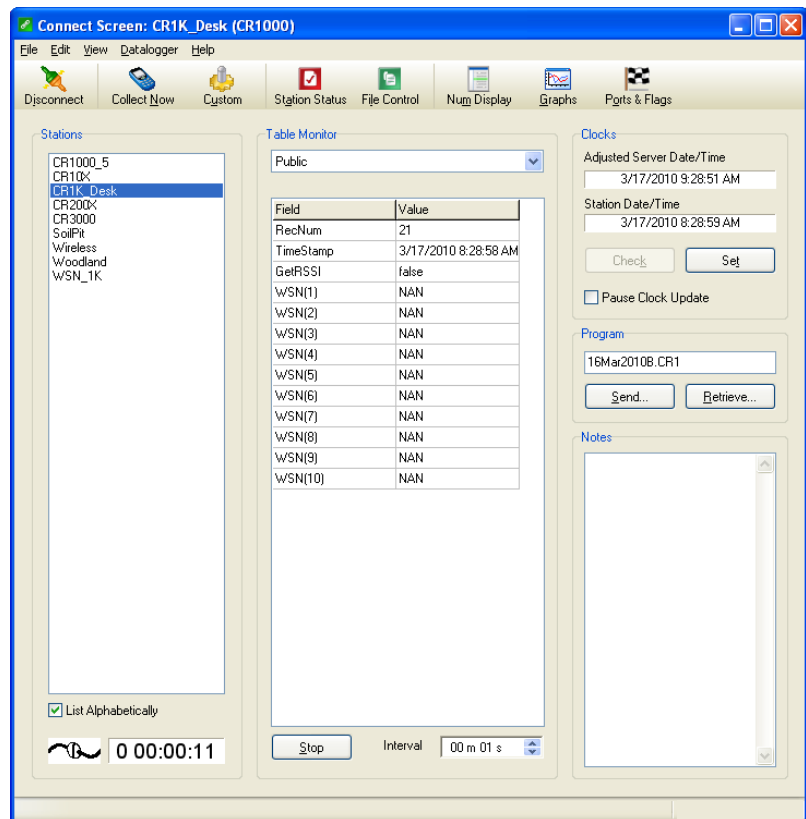 Connect Screen: CR1K_Desk (CR1000)
File Edit View Datalogger Help
Disconnect Collect Now Custom Station Status File Control Num Display Graphs Ports & Flags
Stations
CR1000_5
CR10X
CR1K_Desk
CR200X
CR3000
SoilPit
Wireless
Woodland
WSN_1K
List Alphabetically
0 00:00:11
Table Monitor
Public
Field Value
RecNum 21
TimeStamp 3/17/2010 8:28:58 AM
GetRSSI false
WSN(1) NAN
WSN(2) NAN
WSN(3) NAN
WSN(4) NAN
WSN(5) NAN
WSN(6) NAN
WSN(7) NAN
WSN(8) NAN
WSN(9) NAN
WSN(10) NAN
Stop Interval 00 m 01 s
Clocks
Adjusted Server Date/Time
3/17/2010 9:28:51 AM
Station Date/Time
3/17/2010 8:28:59 AM
Check Set
Pause Clock Update
Program
16Mar2010B.CR1
Send... Retrieve...
Notes